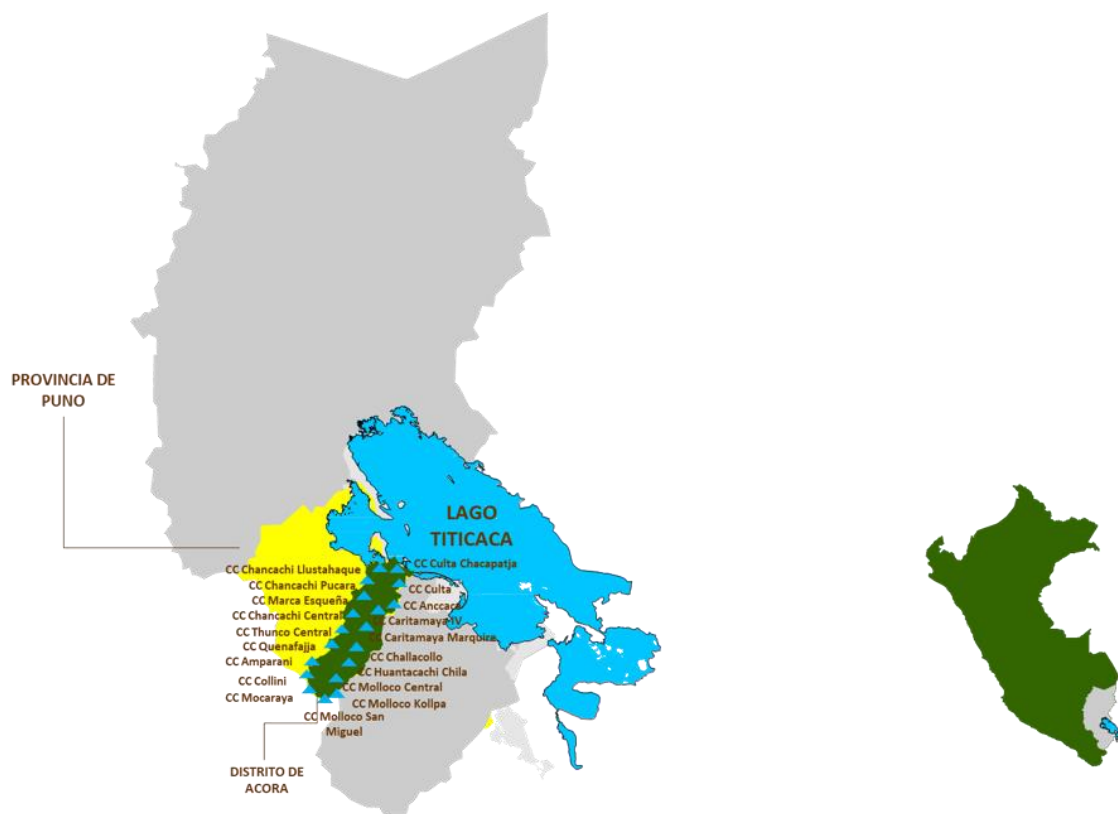 PROVINCIA DE
PUNO
LAGO
TITICACA
CC Chancachi Llustahaque
CC Chancachi Pucara
CC Marca Esqueña
CC Chancachi Central
CC Thunco Central
CC Quenafajja
CC Amparani
CC Collini
CC Mocaraya
CC Culta Chacapatja
CC Culta
CC Anccaca
CC Caritamaya IV
CC Caritamaya Marquira
CC Challacollo
CC Huantacachi Chila
CC Molloco Central
CC Molloco Kollpa
CC Molloco San
Miguel
DISTRITO DE
ACORA